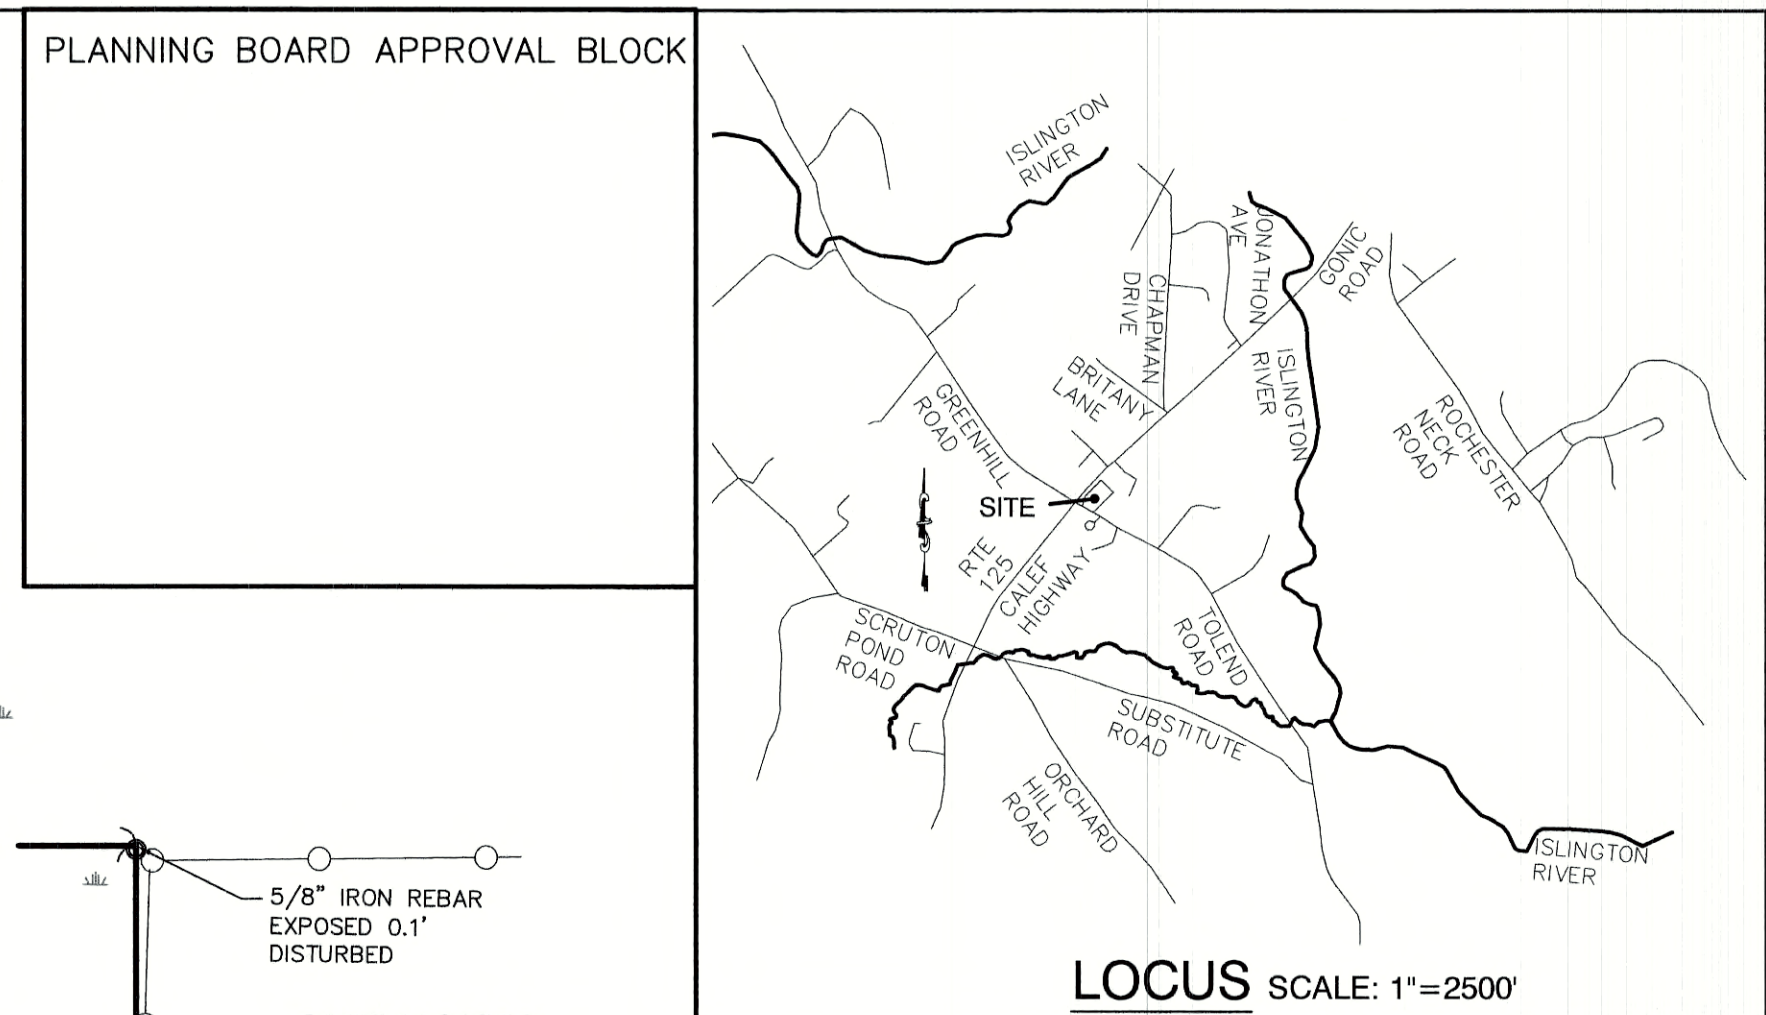 PLANNING BOARD APPROVAL BLOCK
ISLINGTON
RIVER
JONATHON
AVE
GONIC
ROAD
CHAPMAN
DRIVE
BRITANY
LANE
ISLINGTON
RIVER
GREENHILL
ROAD
ROCHESTER
NECK
ROAD
SITE
RTE
125
CALEF
HIGHWAY
SCRUTON
POND
ROAD
TOLEND
ROAD
SUBSTITUTE
ROAD
ORCHARD
HILL
ROAD
ISLINGTON
RIVER
5/8" IRON REBAR
EXPOSED 0.1'
DISTURBED
LOCUS SCALE: 1"=2500'